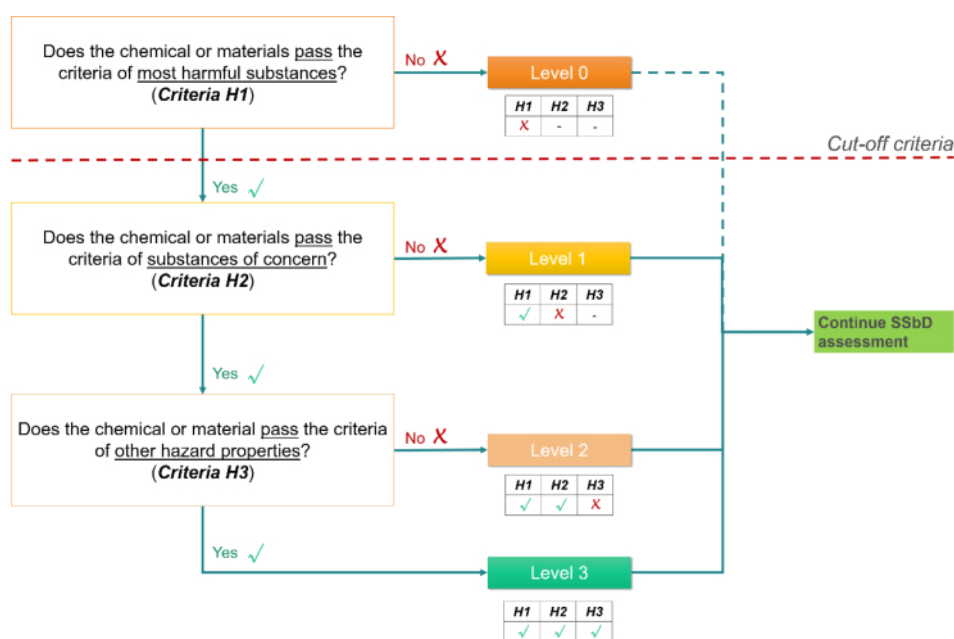 Does the chemical or materials pass the
criteria of most harmful substances?
(Criteria H1)
No X
Level 0
H1 H2 H3
X - -
Cut-off criteria
Yes ✓
Does the chemical or materials pass the
criteria of substances of concern?
(Criteria H2)
No X
Level 1
H1 H2 H3
✓ X -
Continue SSbD
assessment
Yes ✓
Does the chemical or material pass the criteria
of other hazard properties?
(Criteria H3)
No X
Level 2
H1 H2 H3
✓ ✓ X
Yes ✓
Level 3
H1 H2 H3
✓ ✓ ✓